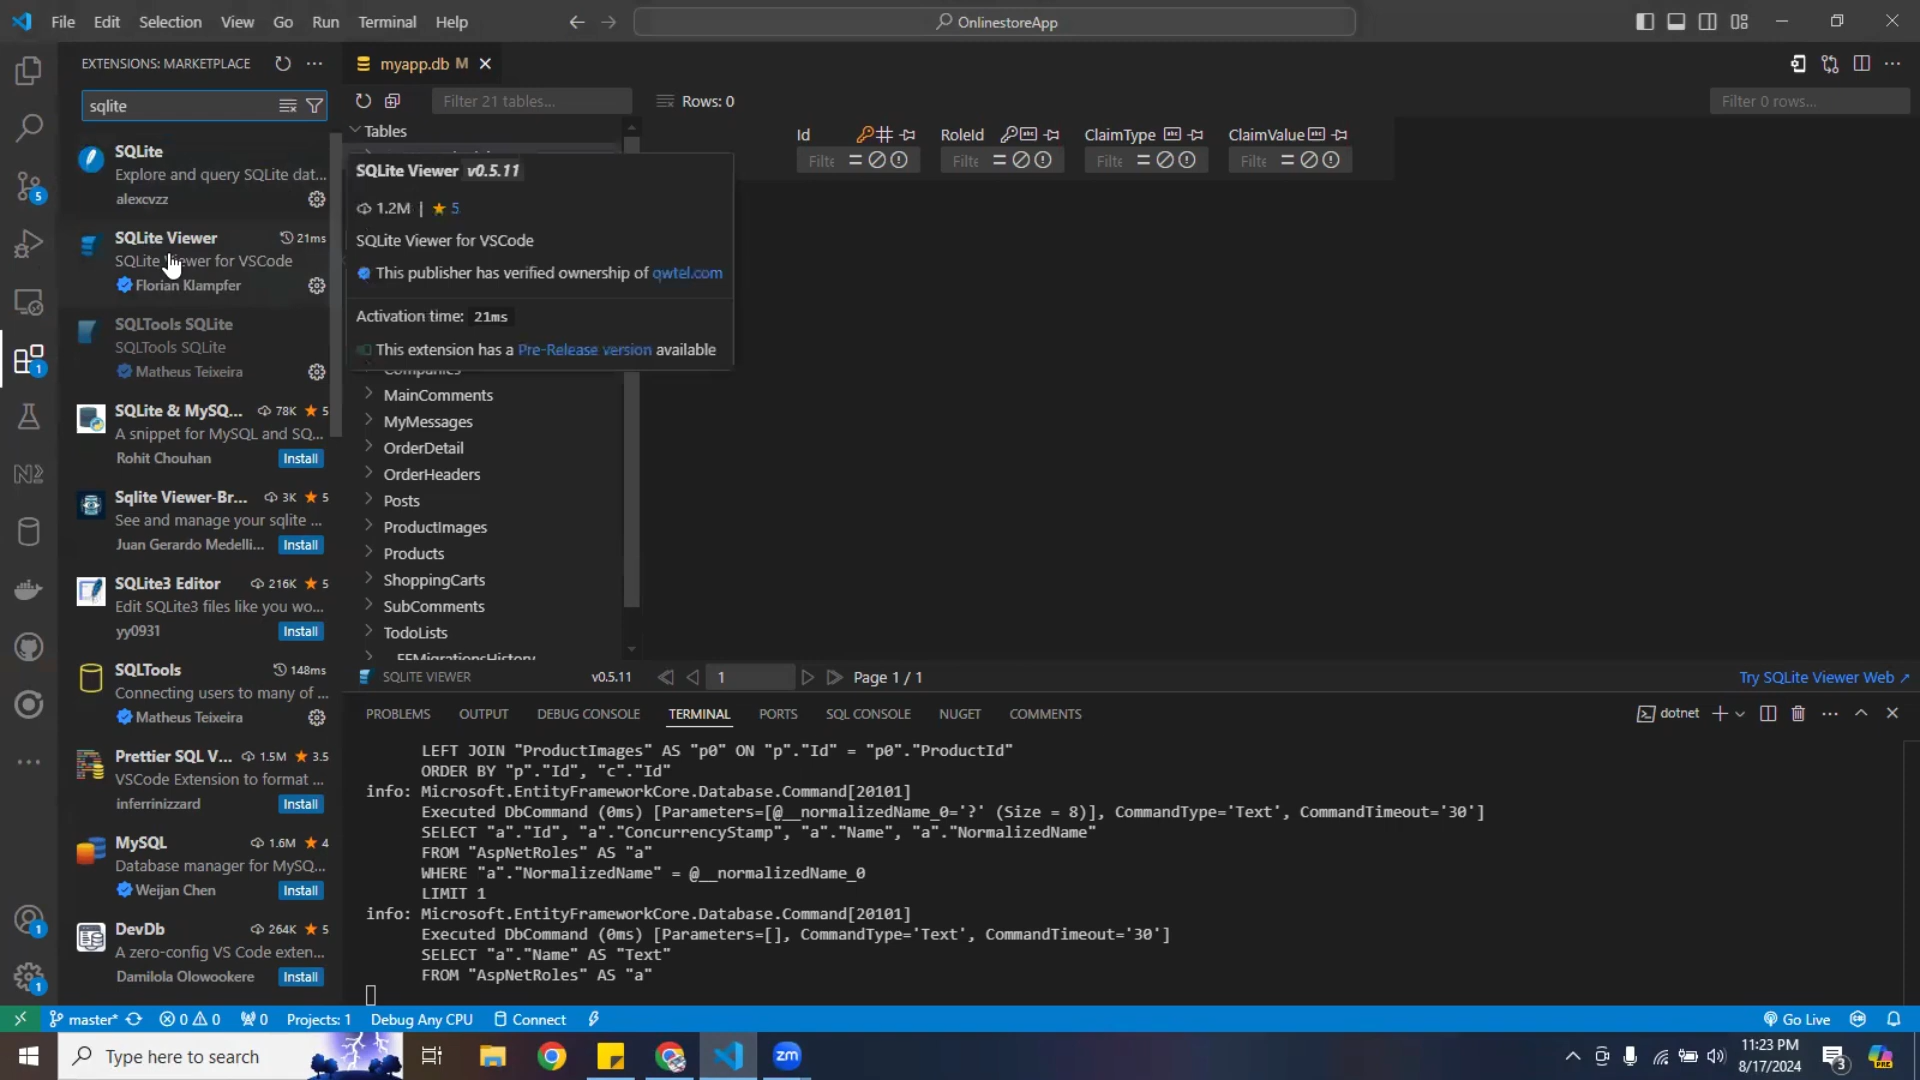 File Edit Selection View Go Run Terminal Help
OnlinestoreApp
EXTENSIONS: MARKETPLACE
sqlite
SQLite
Explore and query SQLite dat...
alexcvzz
SQLite Viewer 21ms
SQLite Viewer for VSCode
Florian Klampfer
SQLTools SQLite
SQLTools SQLite
Matheus Teixeira
SQLite & MySQ... 78K 5
A snippet for MySQL and SQ...
Rohit Chouhan Install
Sqlite Viewer-Br... 3K 5
See and manage your sqlite ...
Juan Gerardo Medelli... Install
SQLite3 Editor 216K 5
Edit SQLite3 files like you wo...
yy0931 Install
SQLTools 148ms
Connecting users to many of ...
Matheus Teixeira
Prettier SQL V... 1.5M 3.5
VSCode Extension to format ...
inferrinizzard Install
MySQL 1.6M 4
Database manager for MySQ...
Weijan Chen Install
DevDb 264K 5
A zero-config VS Code exten...
Damilola Olowookere Install
myapp.db M
Filter 21 tables... Rows: 0 Filter 0 rows...
Tables
Id RoleId ClaimType ClaimValue
Filte Filte Filte Filte
SQLite Viewer v0.5.11
1.2M | 5
SQLite Viewer for VSCode
This publisher has verified ownership of qwtel.com
Activation time: 21ms
This extension has a Pre-Release version available
Companies
MainComments
MyMessages
OrderDetail
OrderHeaders
Posts
ProductImages
Products
ShoppingCarts
SubComments
TodoLists
__EFMigrationsHistory
SQLITE VIEWER v0.5.11 1 Page 1 / 1 Try SQLite Viewer Web
PROBLEMS OUTPUT DEBUG CONSOLE TERMINAL PORTS SQL CONSOLE NUGET COMMENTS dotnet
LEFT JOIN "ProductImages" AS "p0" ON "p"."Id" = "p0"."ProductId"
ORDER BY "p"."Id", "c"."Id"
info: Microsoft.EntityFrameworkCore.Database.Command[20101]
Executed DbCommand (0ms) [Parameters=[@__normalizedName_0='?' (Size = 8)], CommandType='Text', CommandTimeout='30']
SELECT "a"."Id", "a"."ConcurrencyStamp", "a"."Name", "a"."NormalizedName"
FROM "AspNetRoles" AS "a"
WHERE "a"."NormalizedName" = @__normalizedName_0
LIMIT 1
info: Microsoft.EntityFrameworkCore.Database.Command[20101]
Executed DbCommand (0ms) [Parameters=[], CommandType='Text', CommandTimeout='30']
SELECT "a"."Name" AS "Text"
FROM "AspNetRoles" AS "a"
5
1
1
1
master* 0 0 0 Projects: 1 Debug Any CPU Connect Go Live
Type here to search
zm
11:23 PM
8/17/2024
3
PRE